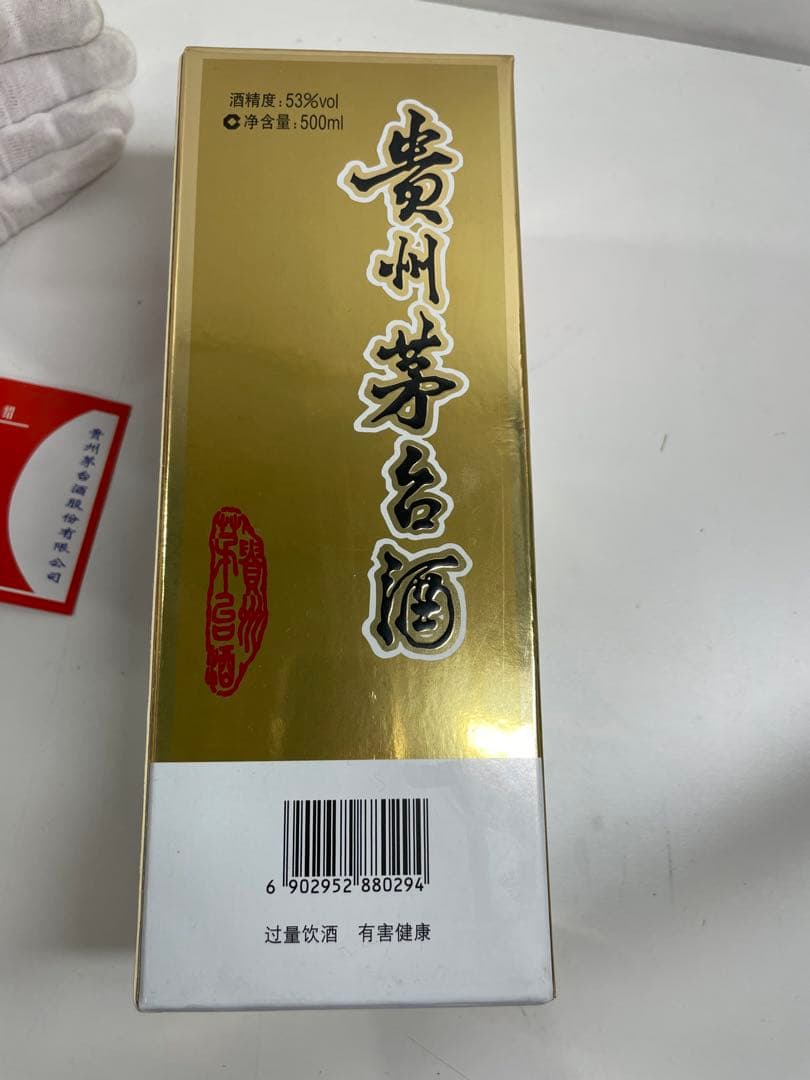 酒精度:53%vol
净含量:500ml
贵州茅台酒
貴州
茅台酒
6 902952 880294
过量饮酒 有害健康
贵州茅台酒股份有限公司